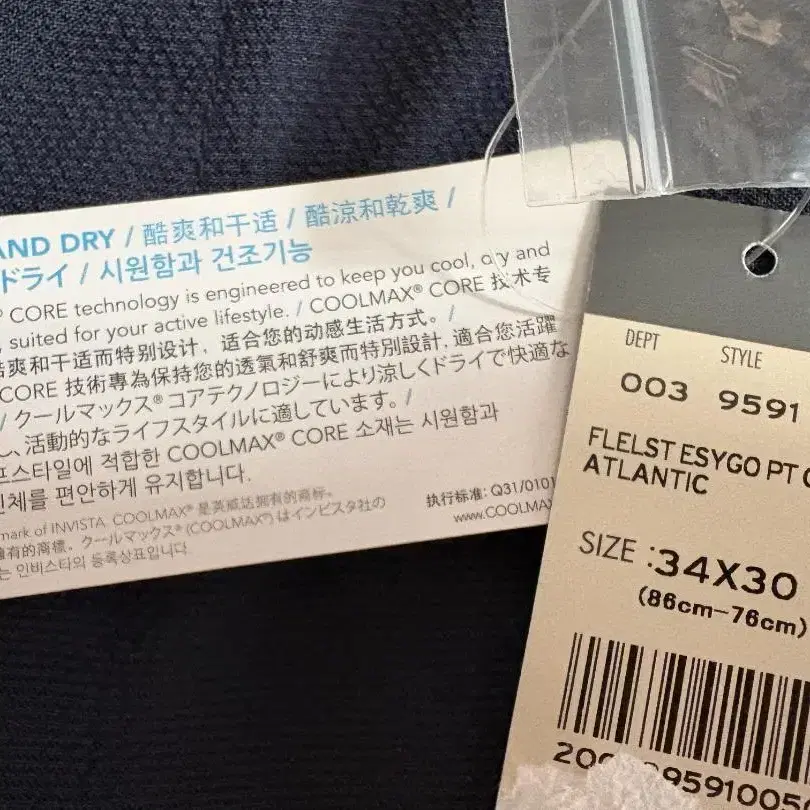 AND DRY / 酷爽和干适 / 酷涼和乾爽 /
ドライ / 시원함과 건조기능
® CORE technology is engineered to keep you cool, dry and
suited for your active lifestyle. / COOLMAX® CORE 技术专
爽和干适而特别设计，适合您的动感生活方式。 /
CORE 技術專為保持您的透氣和舒爽而特別設計，適合您活躍
/ クールマックス® コアテクノロジーにより涼しくドライで快適な
し、活動的なライフスタイルに適しています。 /
프스타일에 적합한 COOLMAX® CORE 소재는 시원함과
인체를 편안하게 유지합니다.
mark of INVISTA. COOLMAX® 是英威达拥有的商标。
擁有的商標。クールマックス® (COOLMAX®) はインビスタ社の
는 인비스타의 등록상표입니다.
执行标准: Q31/0101
www.COOLMAX
DEPT STYLE
003 9591
FLELST ESYGO PT
ATLANTIC
SIZE : 34X30
(86cm-76cm)
20 959100